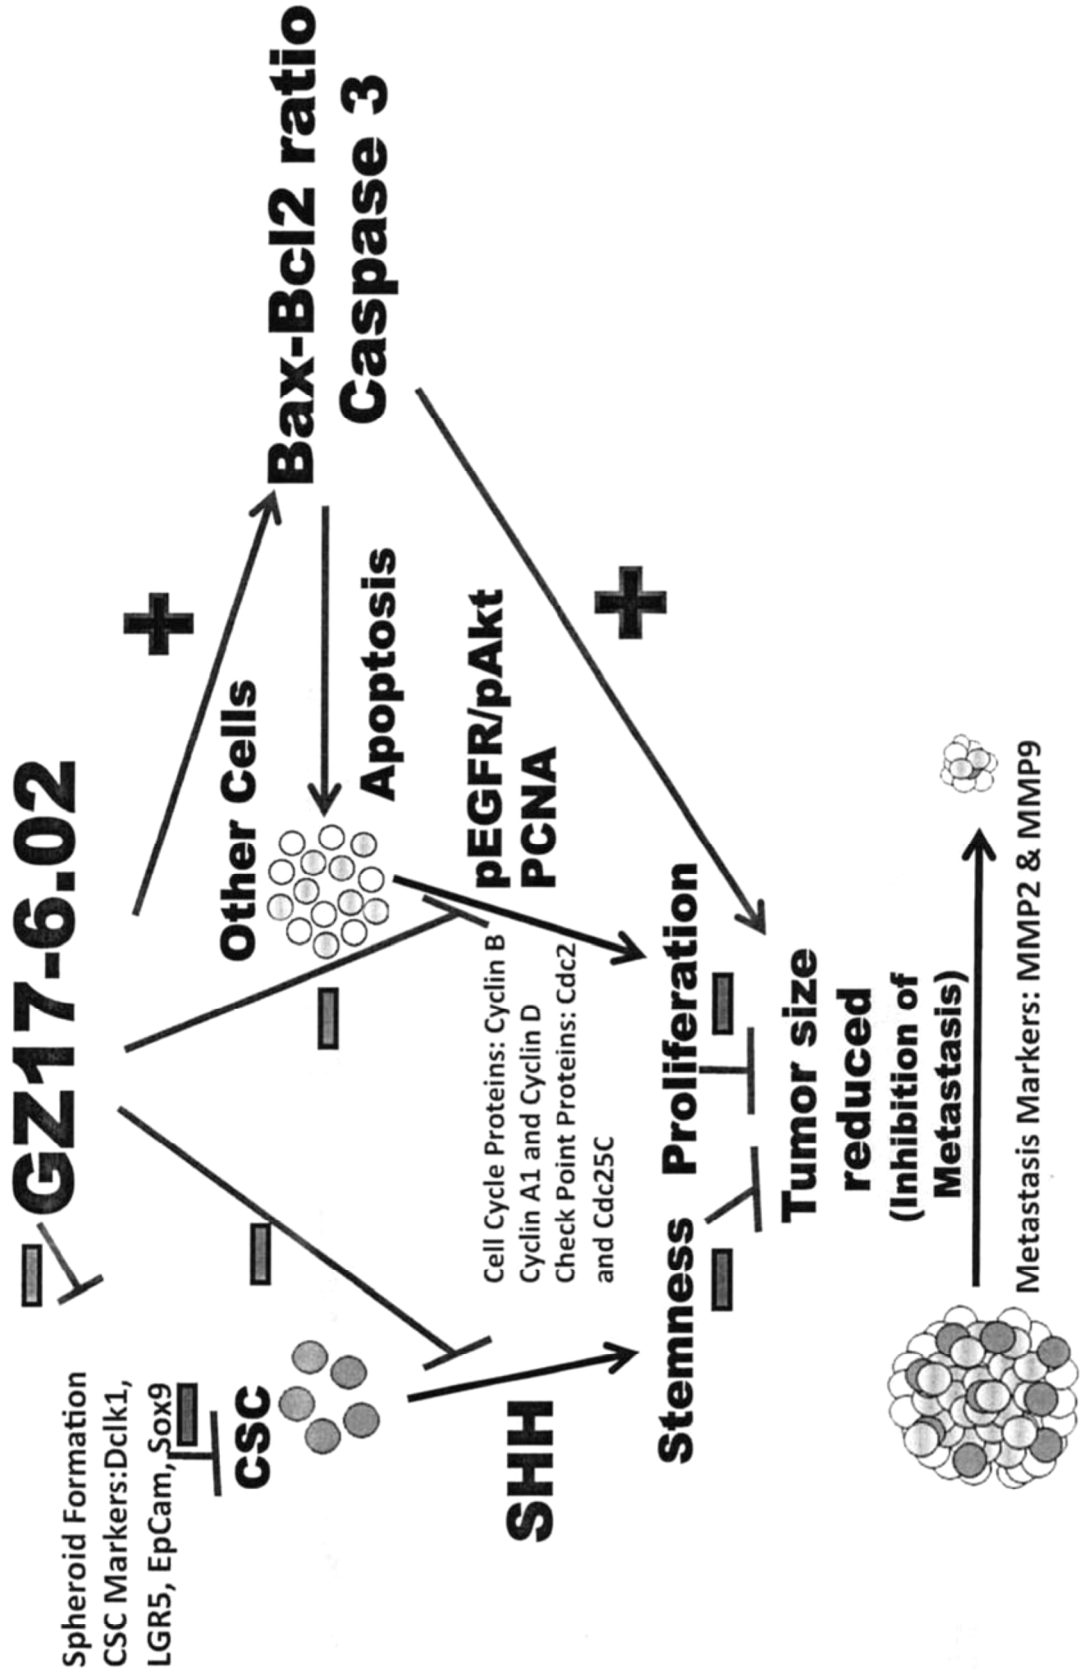 GZ17-6.02
Spheroid Formation
CSC Markers:Dclk1,
LGR5, EpCam,Sox9
CSC
Other Cells
Apoptosis
Bax-Bcl2 ratio
Caspase 3
SHH
Cell Cycle Proteins: Cyclin B
Cyclin A1 and Cyclin D
Check Point Proteins: Cdc2
and Cdc25C
pEGFR/pAkt
PCNA
Stemness
Proliferation
Tumor size
reduced
(Inhibition of
Metastasis)
Metastasis Markers: MMP2 & MMP9